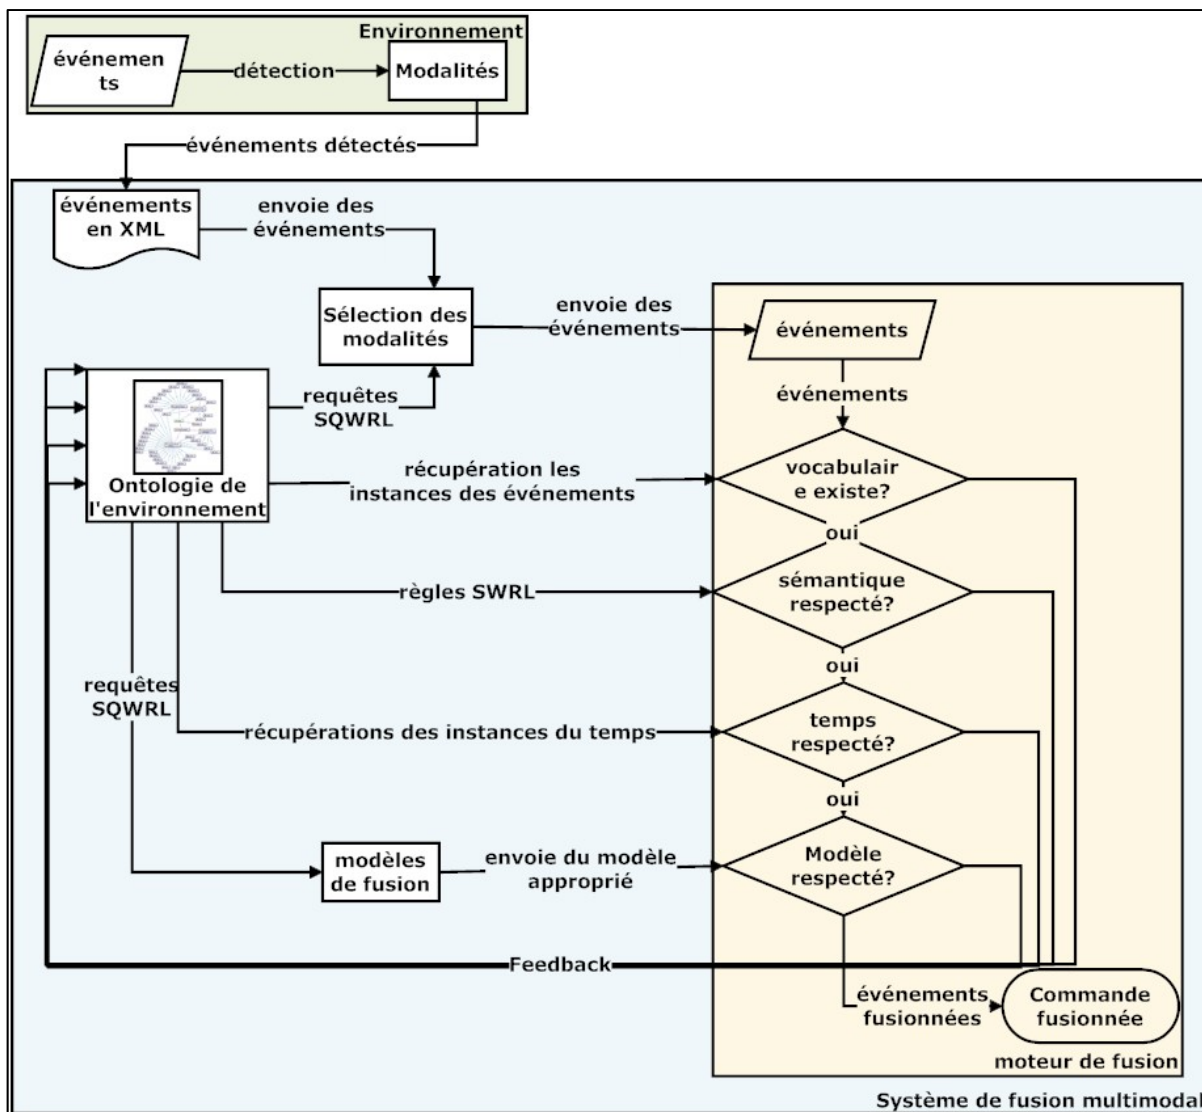 Environnement
événemen
ts
détection
Modalités
événements détectés
événements
en XML
envoie des
événements
Sélection des
modalités
envoie des
événements
événements
événements
requêtes
SQWRL
Ontologie de
l'environnement
récupération les
instances des événements
vocabulair
e existe?
oui
règles SWRL
sémantique
respecté?
oui
requêtes
SQWRL
récupérations des instances du temps
temps
respecté?
oui
modèles
de fusion
envoie du modèle
approprié
Modèle
respecté?
Feedback
événements
fusionnées
Commande
fusionnée
moteur de fusion
Système de fusion multimodal